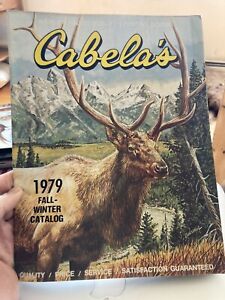 Cabela's
1979
FALL-
WINTER
CATALOG
QUALITY / PRICE / SERVICE / SATISFACTION GUARANTEED